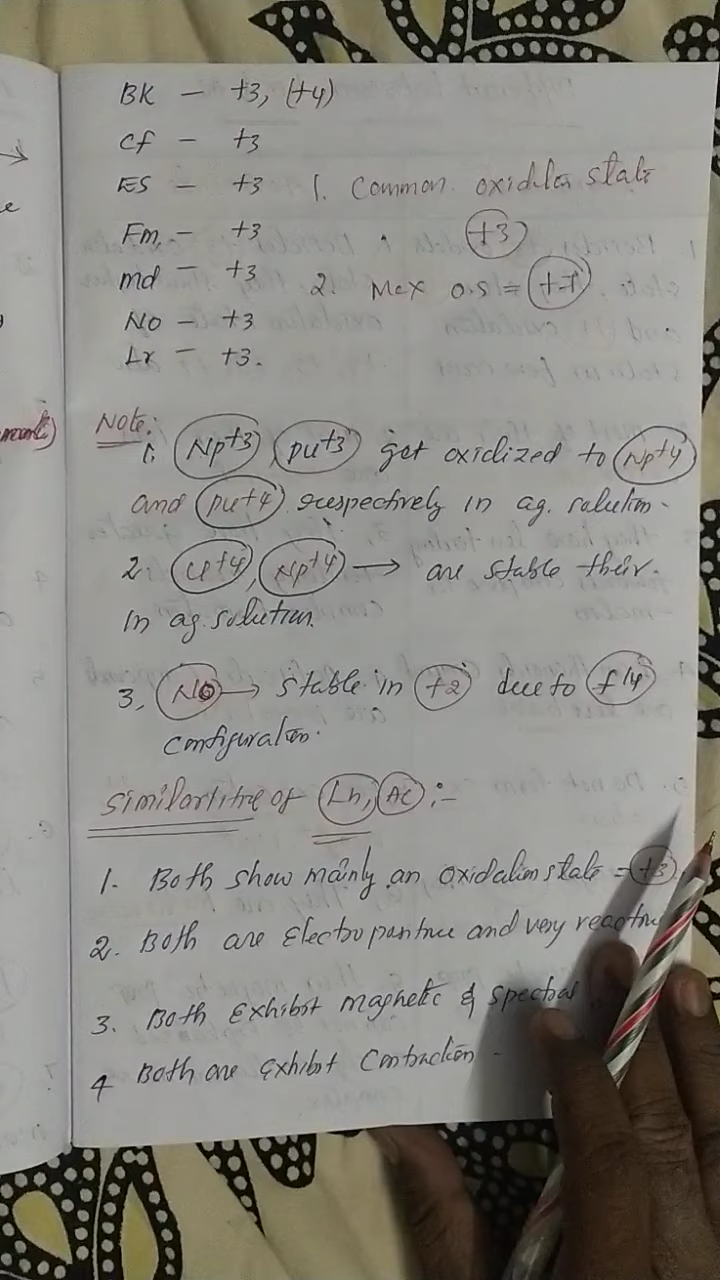 BK - +3, (+4)
Cf - +3
ES - +3 1. Common oxidation state
Fm, - +3 (+3)
md - +3 2. Max O.S = +7
No - +3
Lr - +3.
Note:
1. Np+3, pu+3 get oxidized to Np+4
and pu+4 respectively in aq. solution.
2. U+4, Np+4 → are stable their
in aq. solution.
3, No → stable in +2 due to f14
configuration.
Similartitre of Ln, Ac :-
1. Both show mainly an oxidation state = +3
2. Both are Electropositive and very reactive
3. Both Exhibit magnetic & spectral
4 Both are exhibit Contraction -